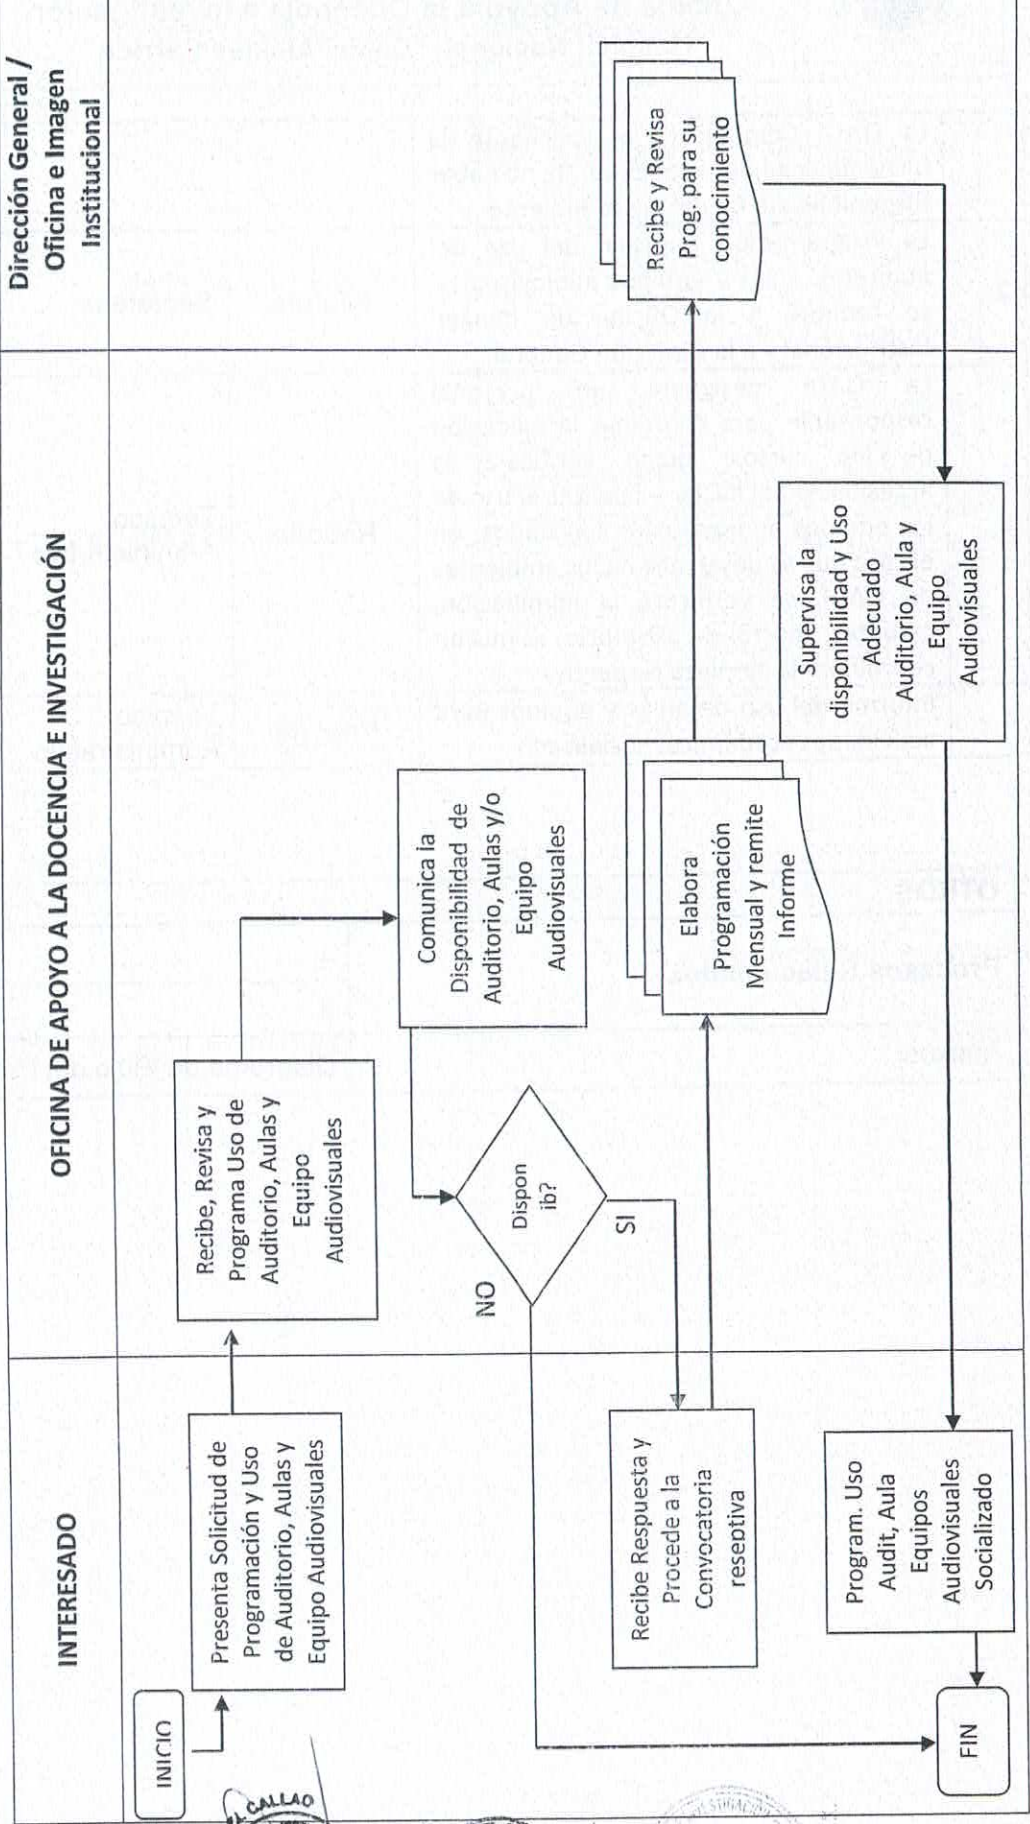 INTERESADO
OFICINA DE APOYO A LA DOCENCIA E INVESTIGACIÓN
Dirección General /
Oficina e Imagen
Institucional
INICIO
Presenta Solicitud de
Programación y Uso
de Auditorio, Aulas y
Equipo Audiovisuales
Recibe, Revisa y
Programa Uso de
Auditorio, Aulas y
Equipo
Audiovisuales
Comunica la
Disponibilidad de
Auditorio, Aulas y/o
Equipo
Audiovisuales
Dispon
ib?
NO
SI
Recibe Respuesta y
Procede a la
Convocatoria
reseptiva
Elabora
Programación
Mensual y remite
Informe
Recibe y Revisa
Prog. para su
conocimiento
Supervisa la
disponibilidad y Uso
Adecuado
Auditorio, Aula y
Equipo
Audiovisuales
Program. Uso
Audit, Aula
Equipos
Audiovisuales
Socializado
FIN
CALLAO